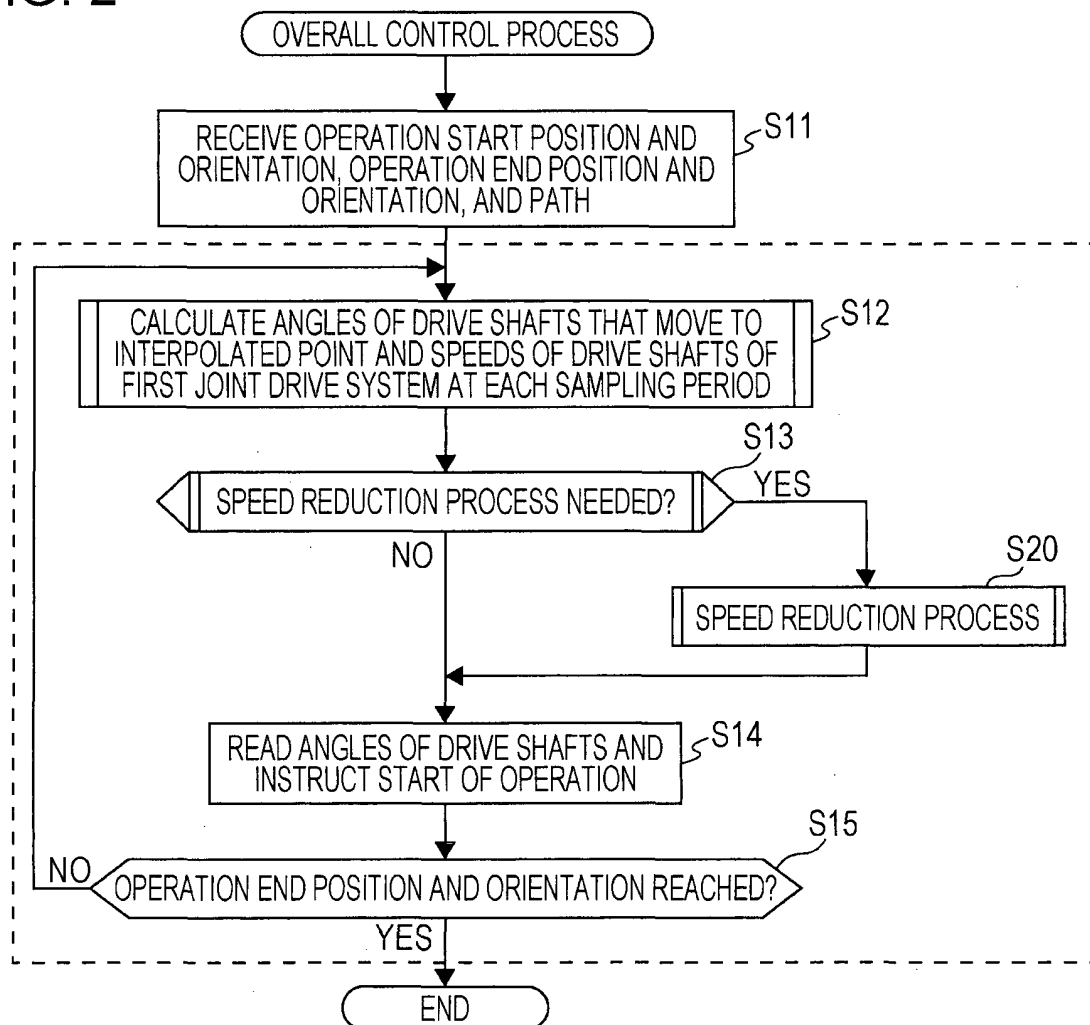 OVERALL CONTROL PROCESS
RECEIVE OPERATION START POSITION AND
ORIENTATION, OPERATION END POSITION AND
ORIENTATION, AND PATH
S11
CALCULATE ANGLES OF DRIVE SHAFTS THAT MOVE TO
INTERPOLATED POINT AND SPEEDS OF DRIVE SHAFTS OF
FIRST JOINT DRIVE SYSTEM AT EACH SAMPLING PERIOD
S12
S13
SPEED REDUCTION PROCESS NEEDED?
YES
NO
S20
SPEED REDUCTION PROCESS
READ ANGLES OF DRIVE SHAFTS AND
INSTRUCT START OF OPERATION
S14
S15
NO
OPERATION END POSITION AND ORIENTATION REACHED?
YES
END